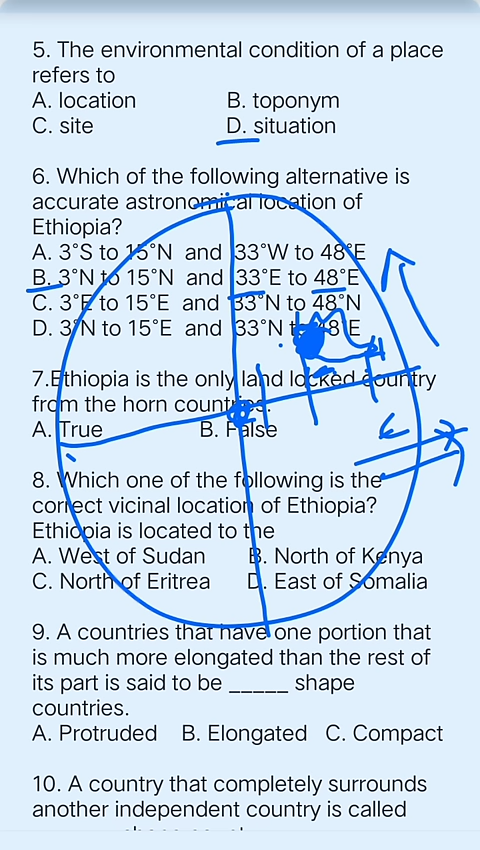 5. The environmental condition of a place
refers to
A. location B. toponym
C. site D. situation
6. Which of the following alternative is
accurate astronomical location of
Ethiopia?
A. 3°S to 15°N and 33°W to 48°E
B. 3°N to 15°N and 33°E to 48°E
C. 3°E to 15°E and 33°N to 48°N
D. 3°N to 15°E and 33°N to 48°E
7.Ethiopia is the only land locked country
from the horn countries.
A. True B. False
8. Which one of the following is the
correct vicinal location of Ethiopia?
Ethiopia is located to the
A. West of Sudan B. North of Kenya
C. North of Eritrea D. East of Somalia
9. A countries that have one portion that
is much more elongated than the rest of
its part is said to be _____ shape
countries.
A. Protruded B. Elongated C. Compact
10. A country that completely surrounds
another independent country is called